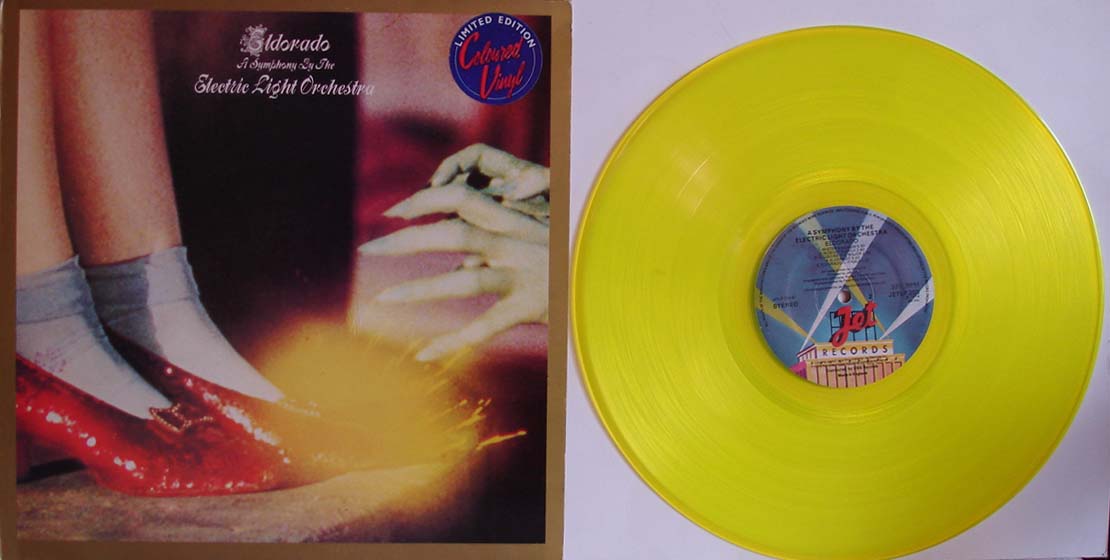 Eldorado
A Symphony By The
Electric Light Orchestra
LIMITED EDITION
Coloured
Vinyl
A SYMPHONY BY THE
ELECTRIC LIGHT ORCHESTRA
ELDORADO
STEREO
Jet
RECORDS